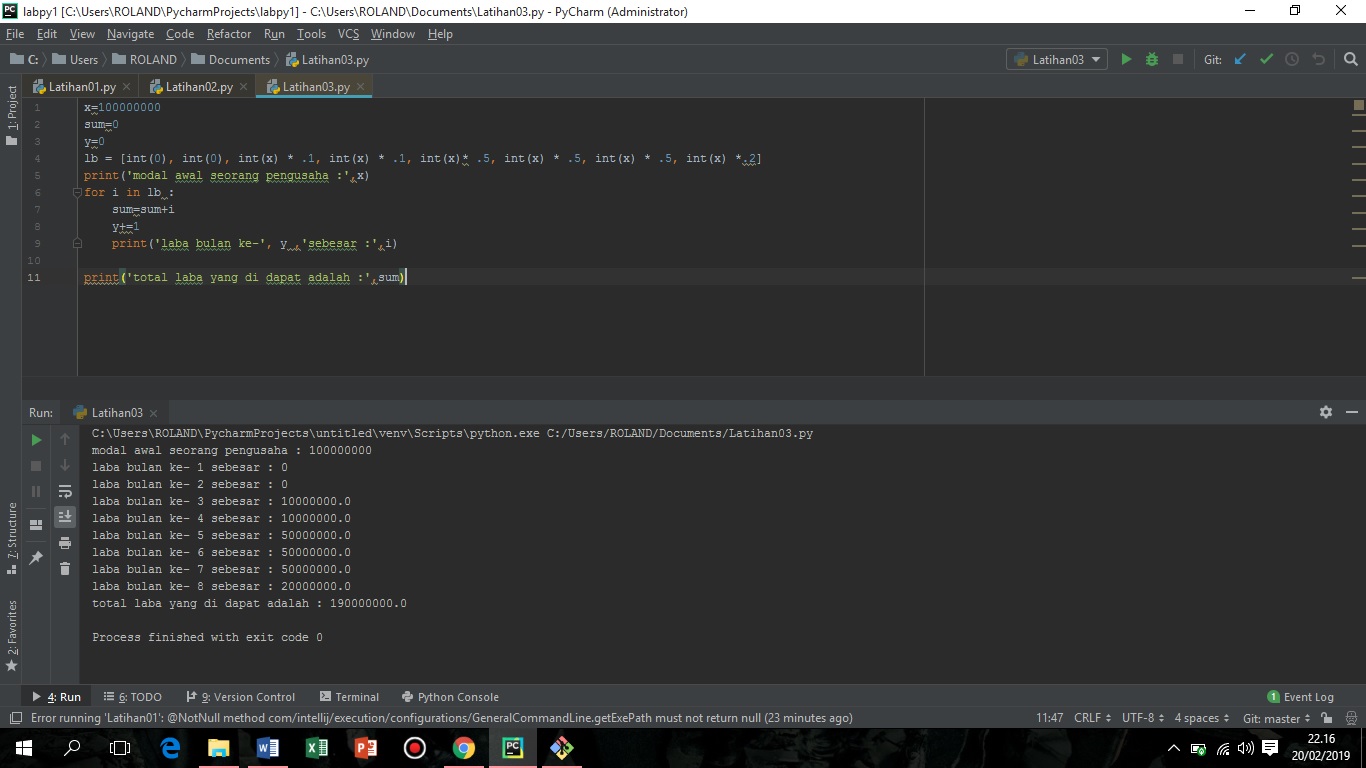 labpy1 [C:\Users\ROLAND\PycharmProjects\labpy1] - C:\Users\ROLAND\Documents\Latihan03.py - PyCharm (Administrator)
File Edit View Navigate Code Refactor Run Tools VCS Window Help
C: Users ROLAND Documents Latihan03.py Latihan03 Git:
Latihan01.py Latihan02.py Latihan03.py
1: Project
1 x=100000000
2 sum=0
3 y=0
4 lb = [int(0), int(0), int(x) * .1, int(x) * .1, int(x)* .5, int(x) * .5, int(x) * .5, int(x) *.2]
5 print('modal awal seorang pengusaha :',x)
6 for i in lb :
7 sum=sum+i
8 y+=1
9 print('laba bulan ke-', y ,'sebesar :',i)
10
11 print('total laba yang di dapat adalah :',sum)
Run: Latihan03
C:\Users\ROLAND\PycharmProjects\untitled\venv\Scripts\python.exe C:/Users/ROLAND/Documents/Latihan03.py
modal awal seorang pengusaha : 100000000
laba bulan ke- 1 sebesar : 0
laba bulan ke- 2 sebesar : 0
laba bulan ke- 3 sebesar : 10000000.0
laba bulan ke- 4 sebesar : 10000000.0
laba bulan ke- 5 sebesar : 50000000.0
laba bulan ke- 6 sebesar : 50000000.0
laba bulan ke- 7 sebesar : 50000000.0
laba bulan ke- 8 sebesar : 20000000.0
total laba yang di dapat adalah : 190000000.0
Process finished with exit code 0
7: Structure
2: Favorites
4: Run 6: TODO 9: Version Control Terminal Python Console 1 Event Log
Error running 'Latihan01': @NotNull method com/intellij/execution/configurations/GeneralCommandLine.getExePath must not return null (23 minutes ago) 11:47 CRLF UTF-8 4 spaces Git: master
22.16
20/02/2019